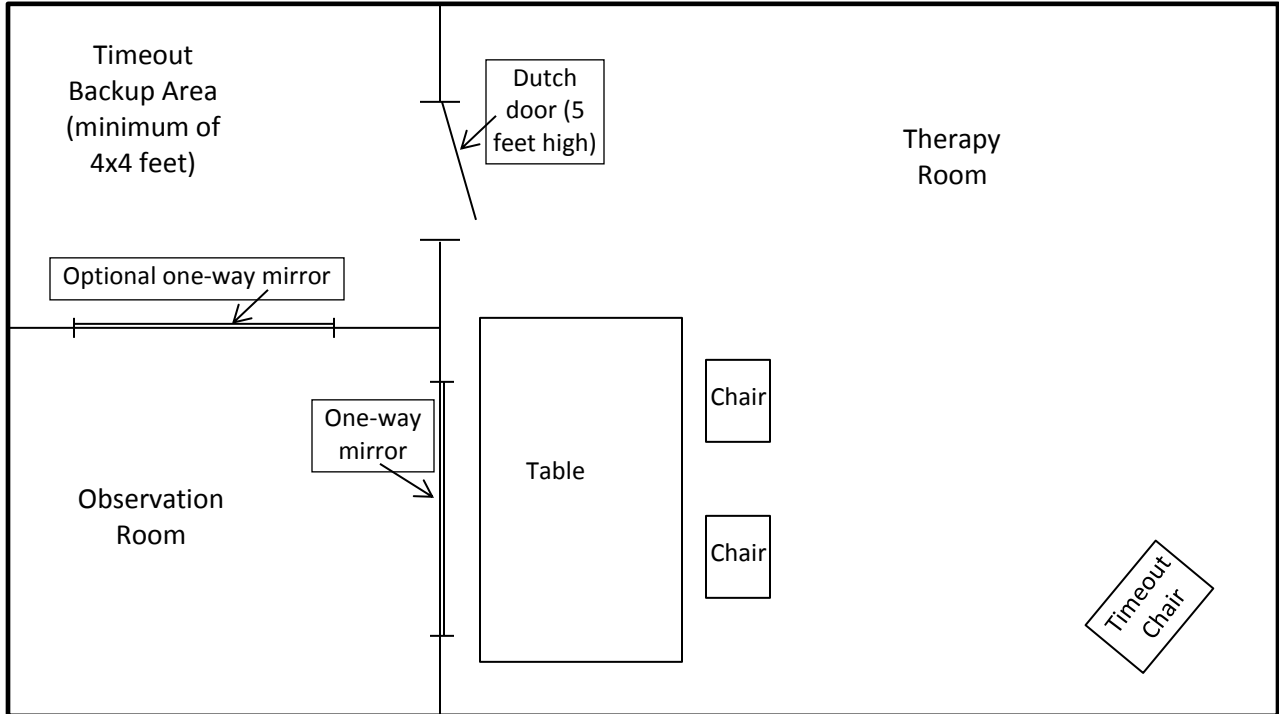 Timeout
Backup Area
(minimum of
4x4 feet)
Dutch
door (5
feet high)
Therapy
Room
Optional one-way mirror
One-way
mirror
Table
Chair
Chair
Observation
Room
Timeout
Chair